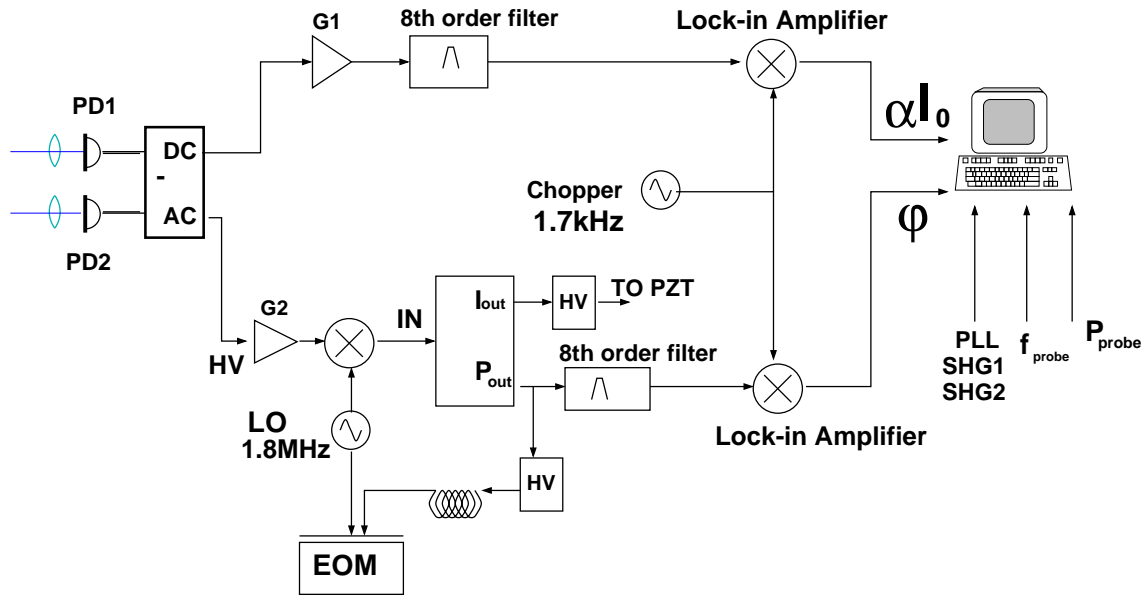 G1
8th order filter
Lock-in Amplifier
PD1
DC
-
AC
PD2
αI0
Chopper
1.7kHz
φ
G2
HV
IN
Iout
Pout
HV
TO PZT
8th order filter
Lock-in Amplifier
PLL
SHG1
SHG2
f probe
Pprobe
LO
1.8MHz
HV
EOM